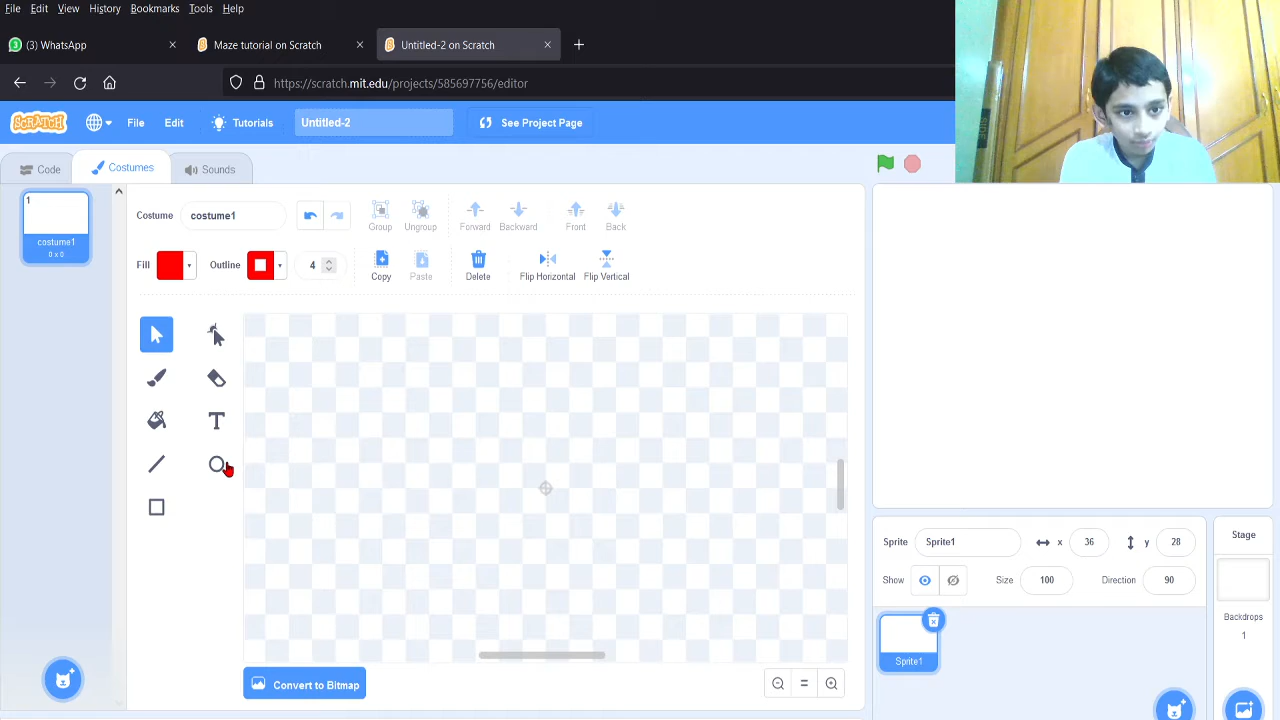 File Edit View History Bookmarks Tools Help
(3) WhatsApp Maze tutorial on Scratch Untitled-2 on Scratch
https://scratch.mit.edu/projects/585697756/editor
SCRATCH File Edit Tutorials Untitled-2 See Project Page
Code Costumes Sounds
1
costume1
0 x 0
Costume costume1 Group Ungroup Forward Backward Front Back
Fill Outline 4 Copy Paste Delete Flip Horizontal Flip Vertical
T
Convert to Bitmap
Sprite Sprite1 x 36 y 28
Show Size 100 Direction 90
Sprite1
Stage
Backdrops
1